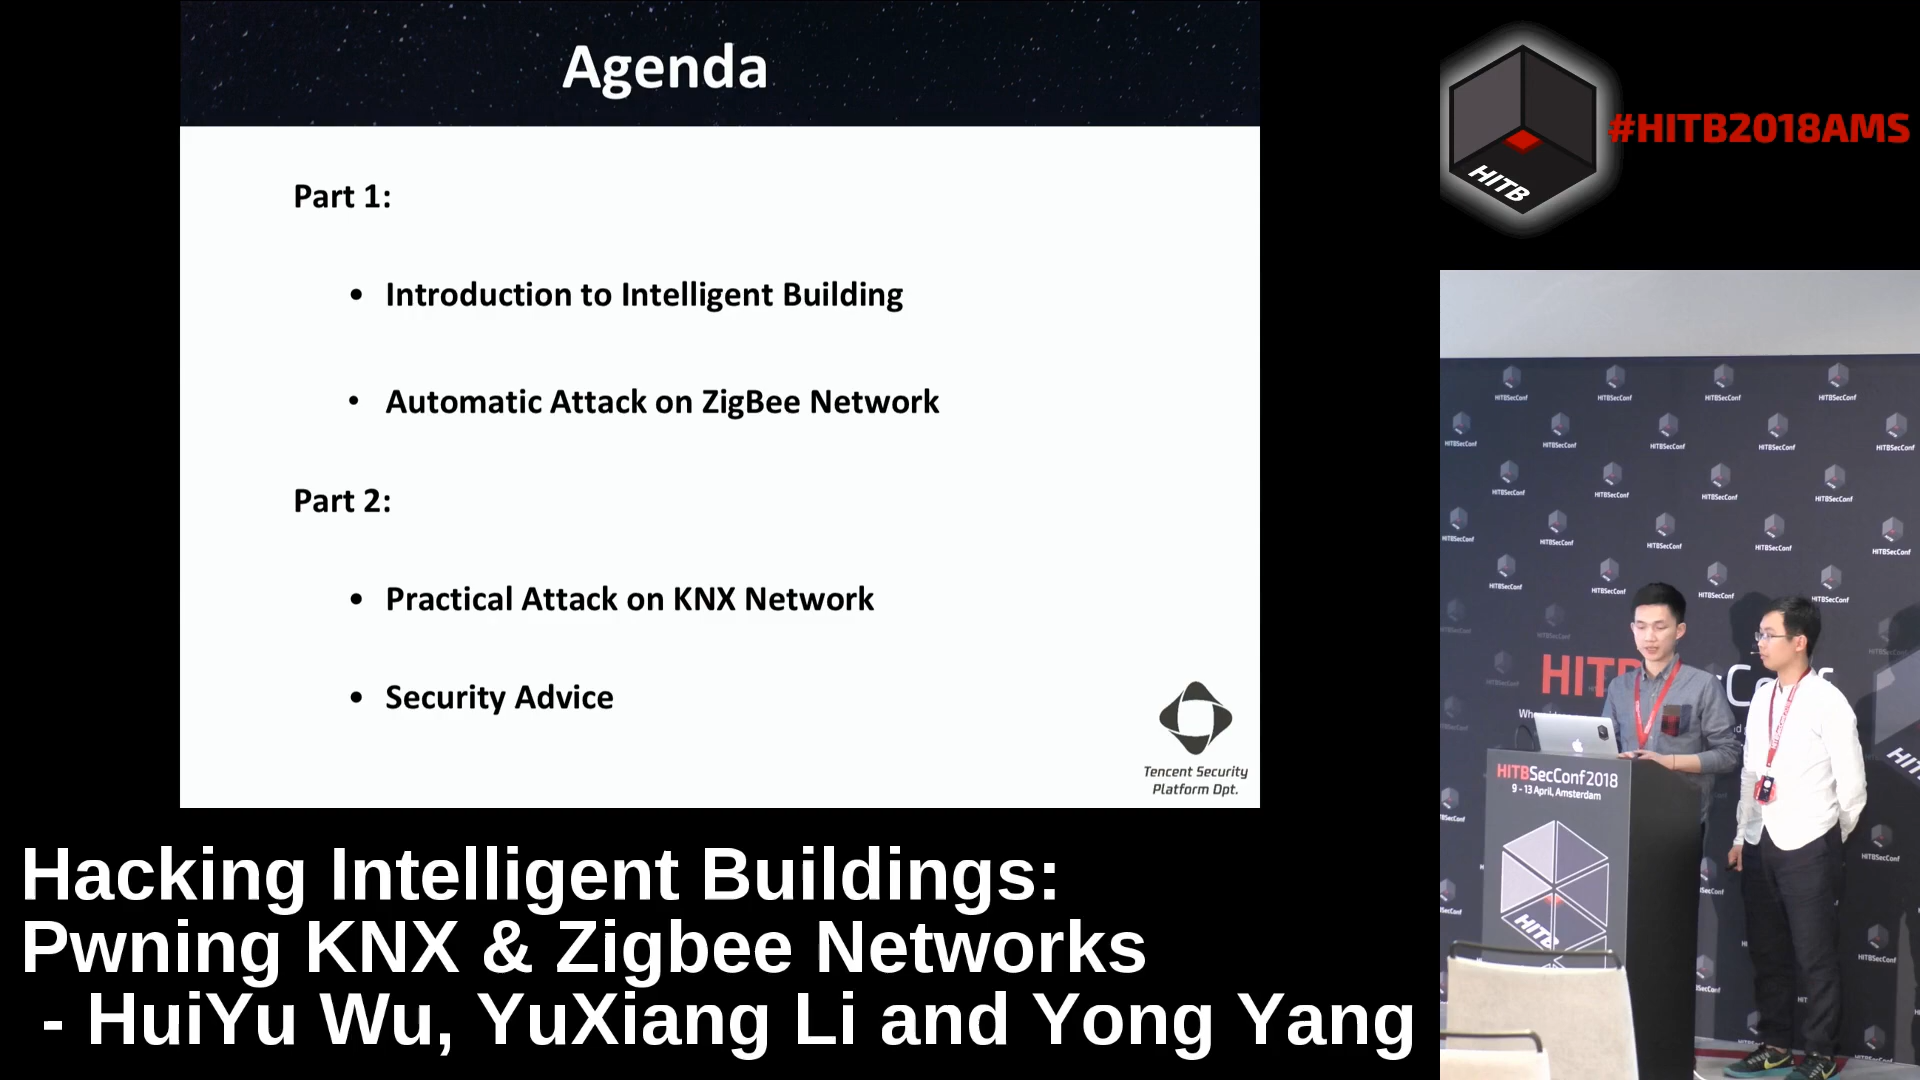 Agenda
Part 1:
• Introduction to Intelligent Building
• Automatic Attack on ZigBee Network
Part 2:
• Practical Attack on KNX Network
• Security Advice
Tencent Security
Platform Dpt.
HITB
#HITB2018AMS
HITBSecConf
HITBSecConf2018
9 - 13 April, Amsterdam
HITB
Hacking Intelligent Buildings:
Pwning KNX & Zigbee Networks
- HuiYu Wu, YuXiang Li and Yong Yang